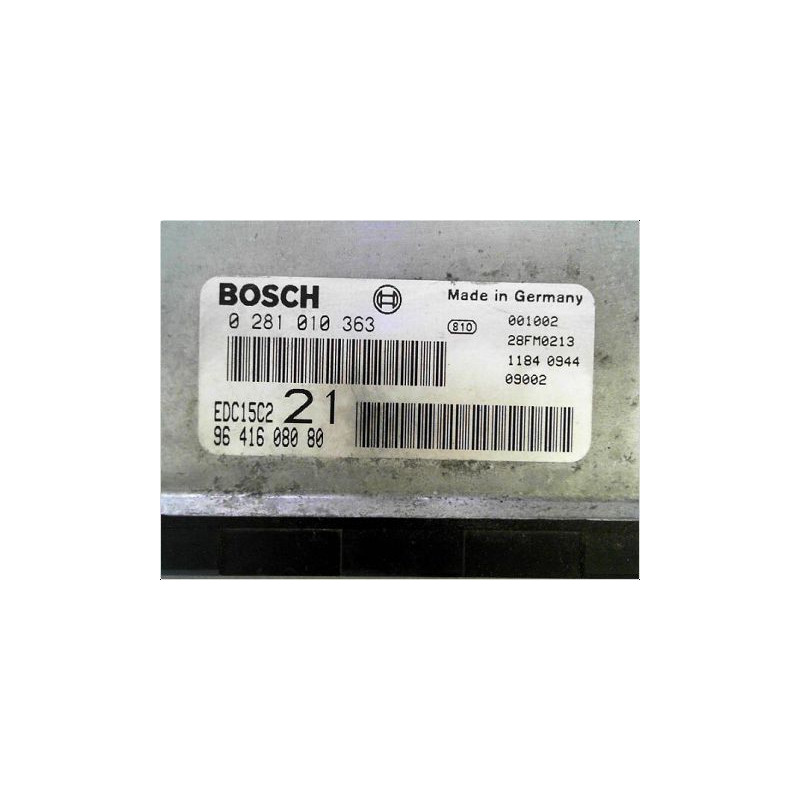 BOSCH Made in Germany
0 281 010 363 810 001002
28FM0213
1184 0944
09002
EDC15C2 21
96 416 080 80